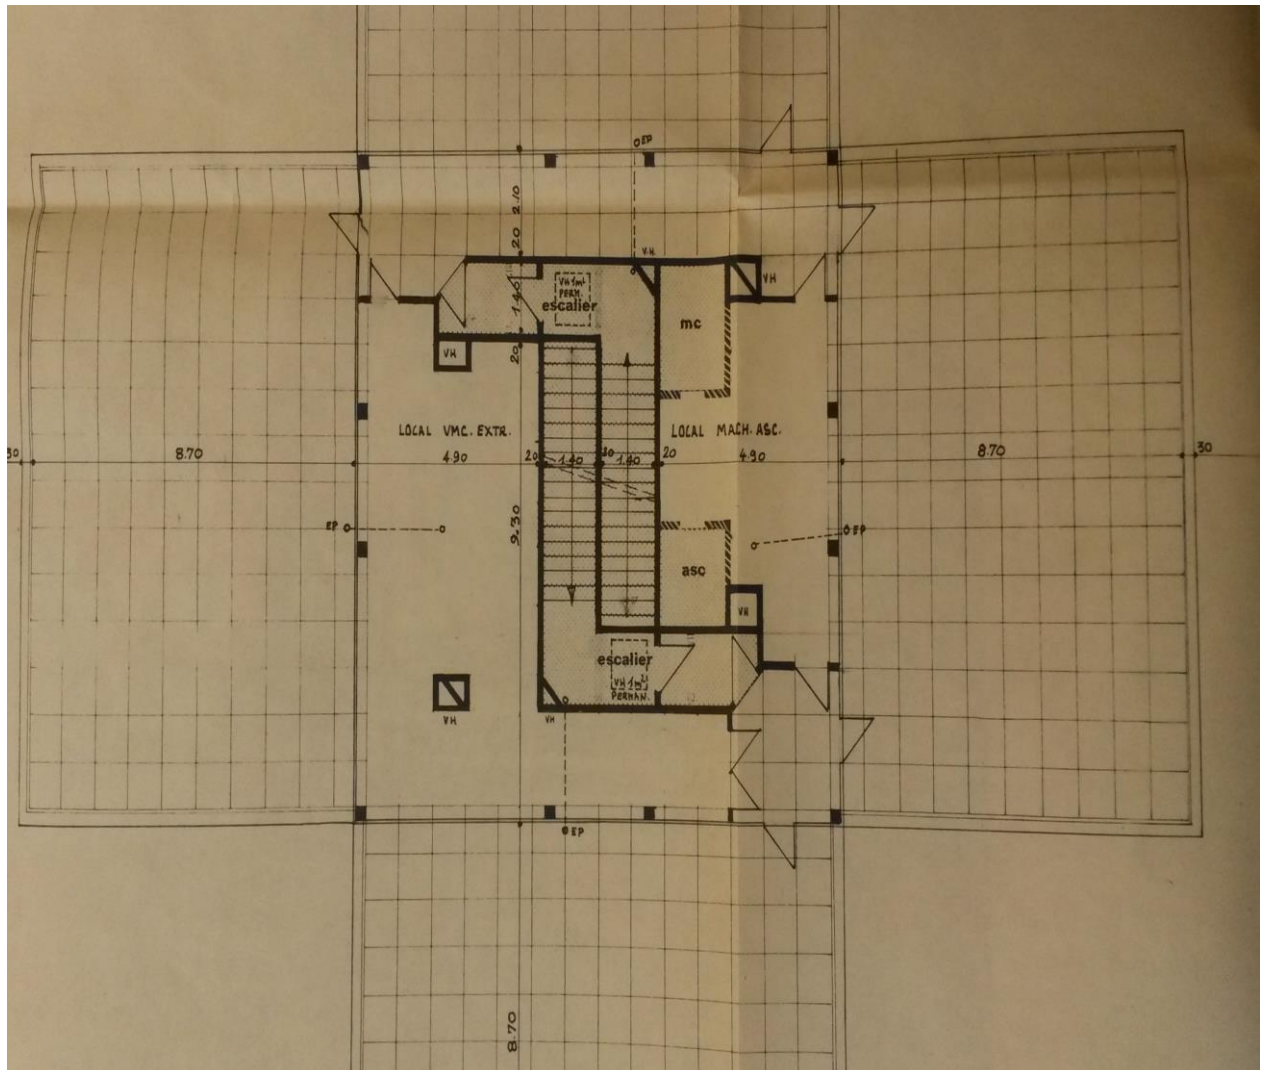 EP
2.10
20
VH
VH
VH 1m²
PERM.
escalier
1.40
mc
20
VH
LOCAL VMC. EXTR.
LOCAL MACH. ASC.
30
8.70
4.90
20
1.40
20
1.40
20
4.90
8.70
30
EP
9.30
EP
asc
VH
escalier
VH 1m²
PERMAN.
VH
VH
EP
8.70